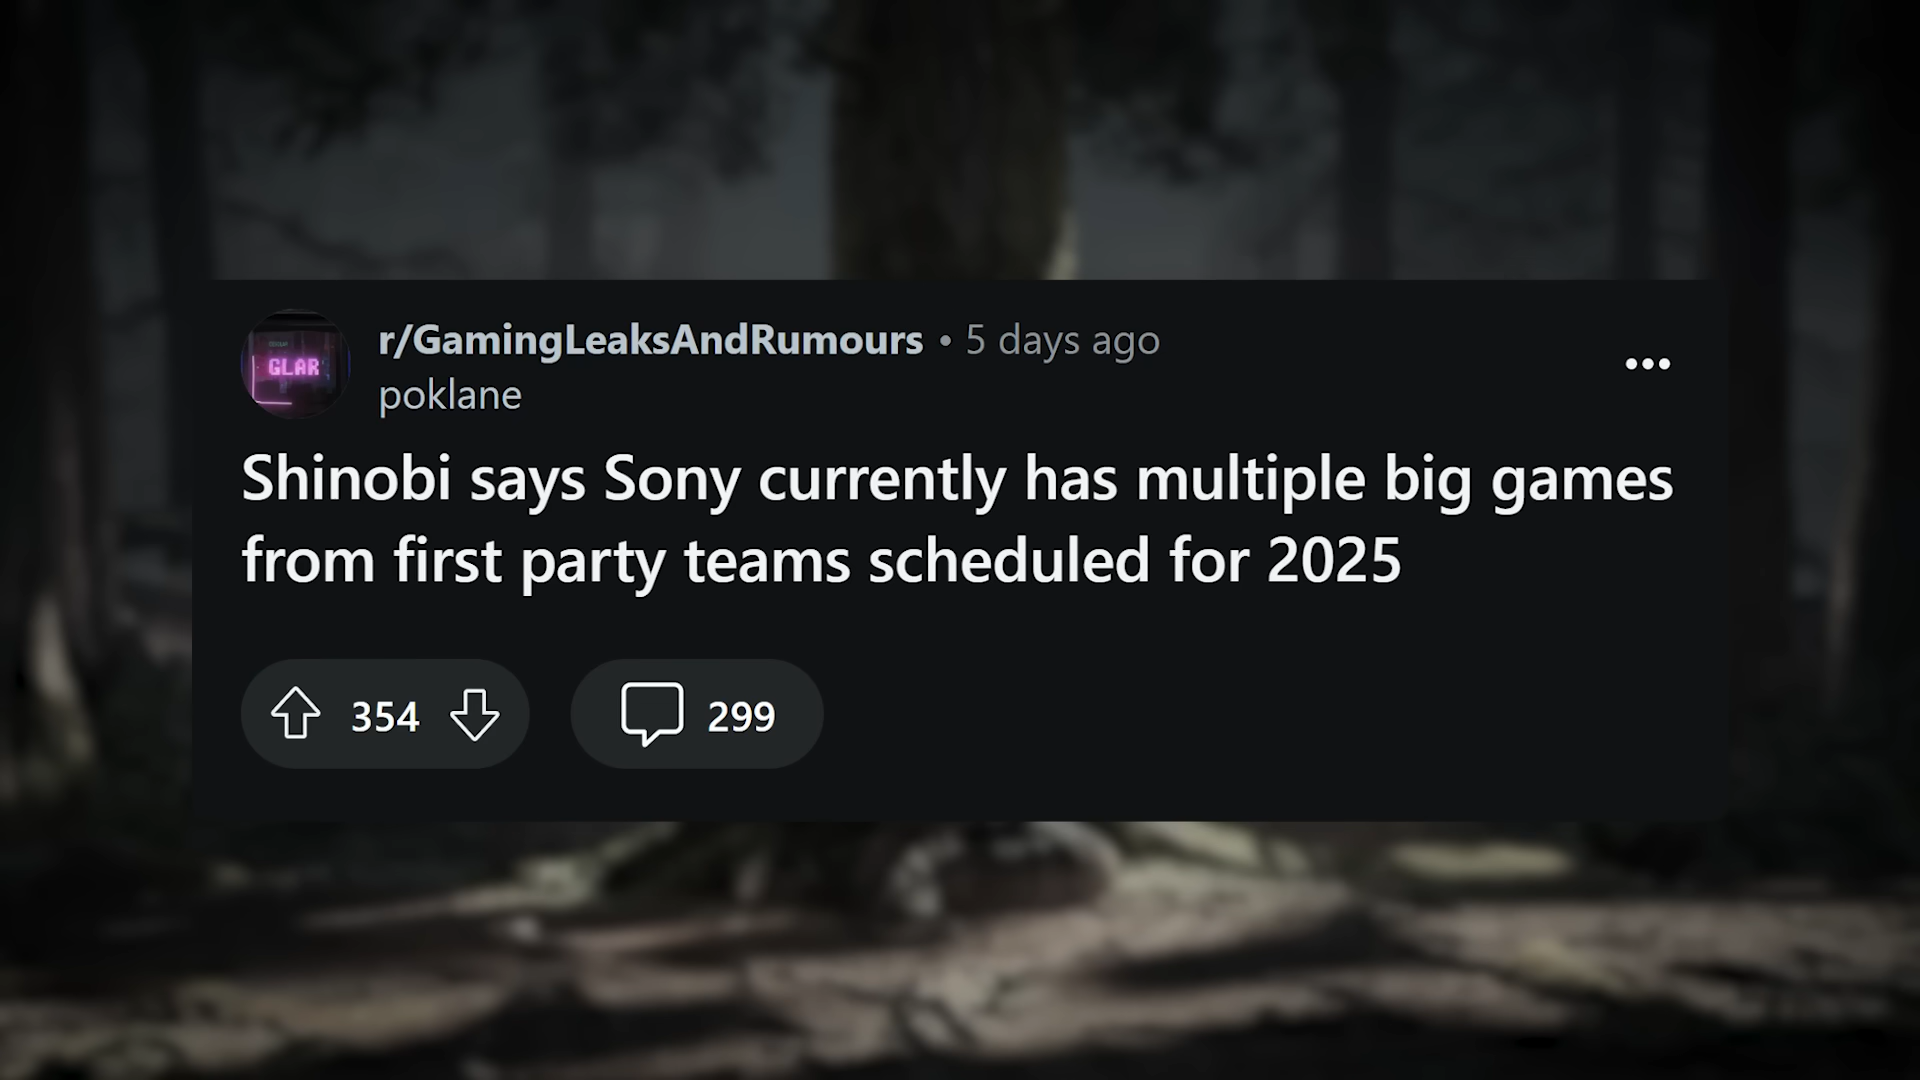 GLAR
r/GamingLeaksAndRumours • 5 days ago
poklane
Shinobi says Sony currently has multiple big games
from first party teams scheduled for 2025
354
299